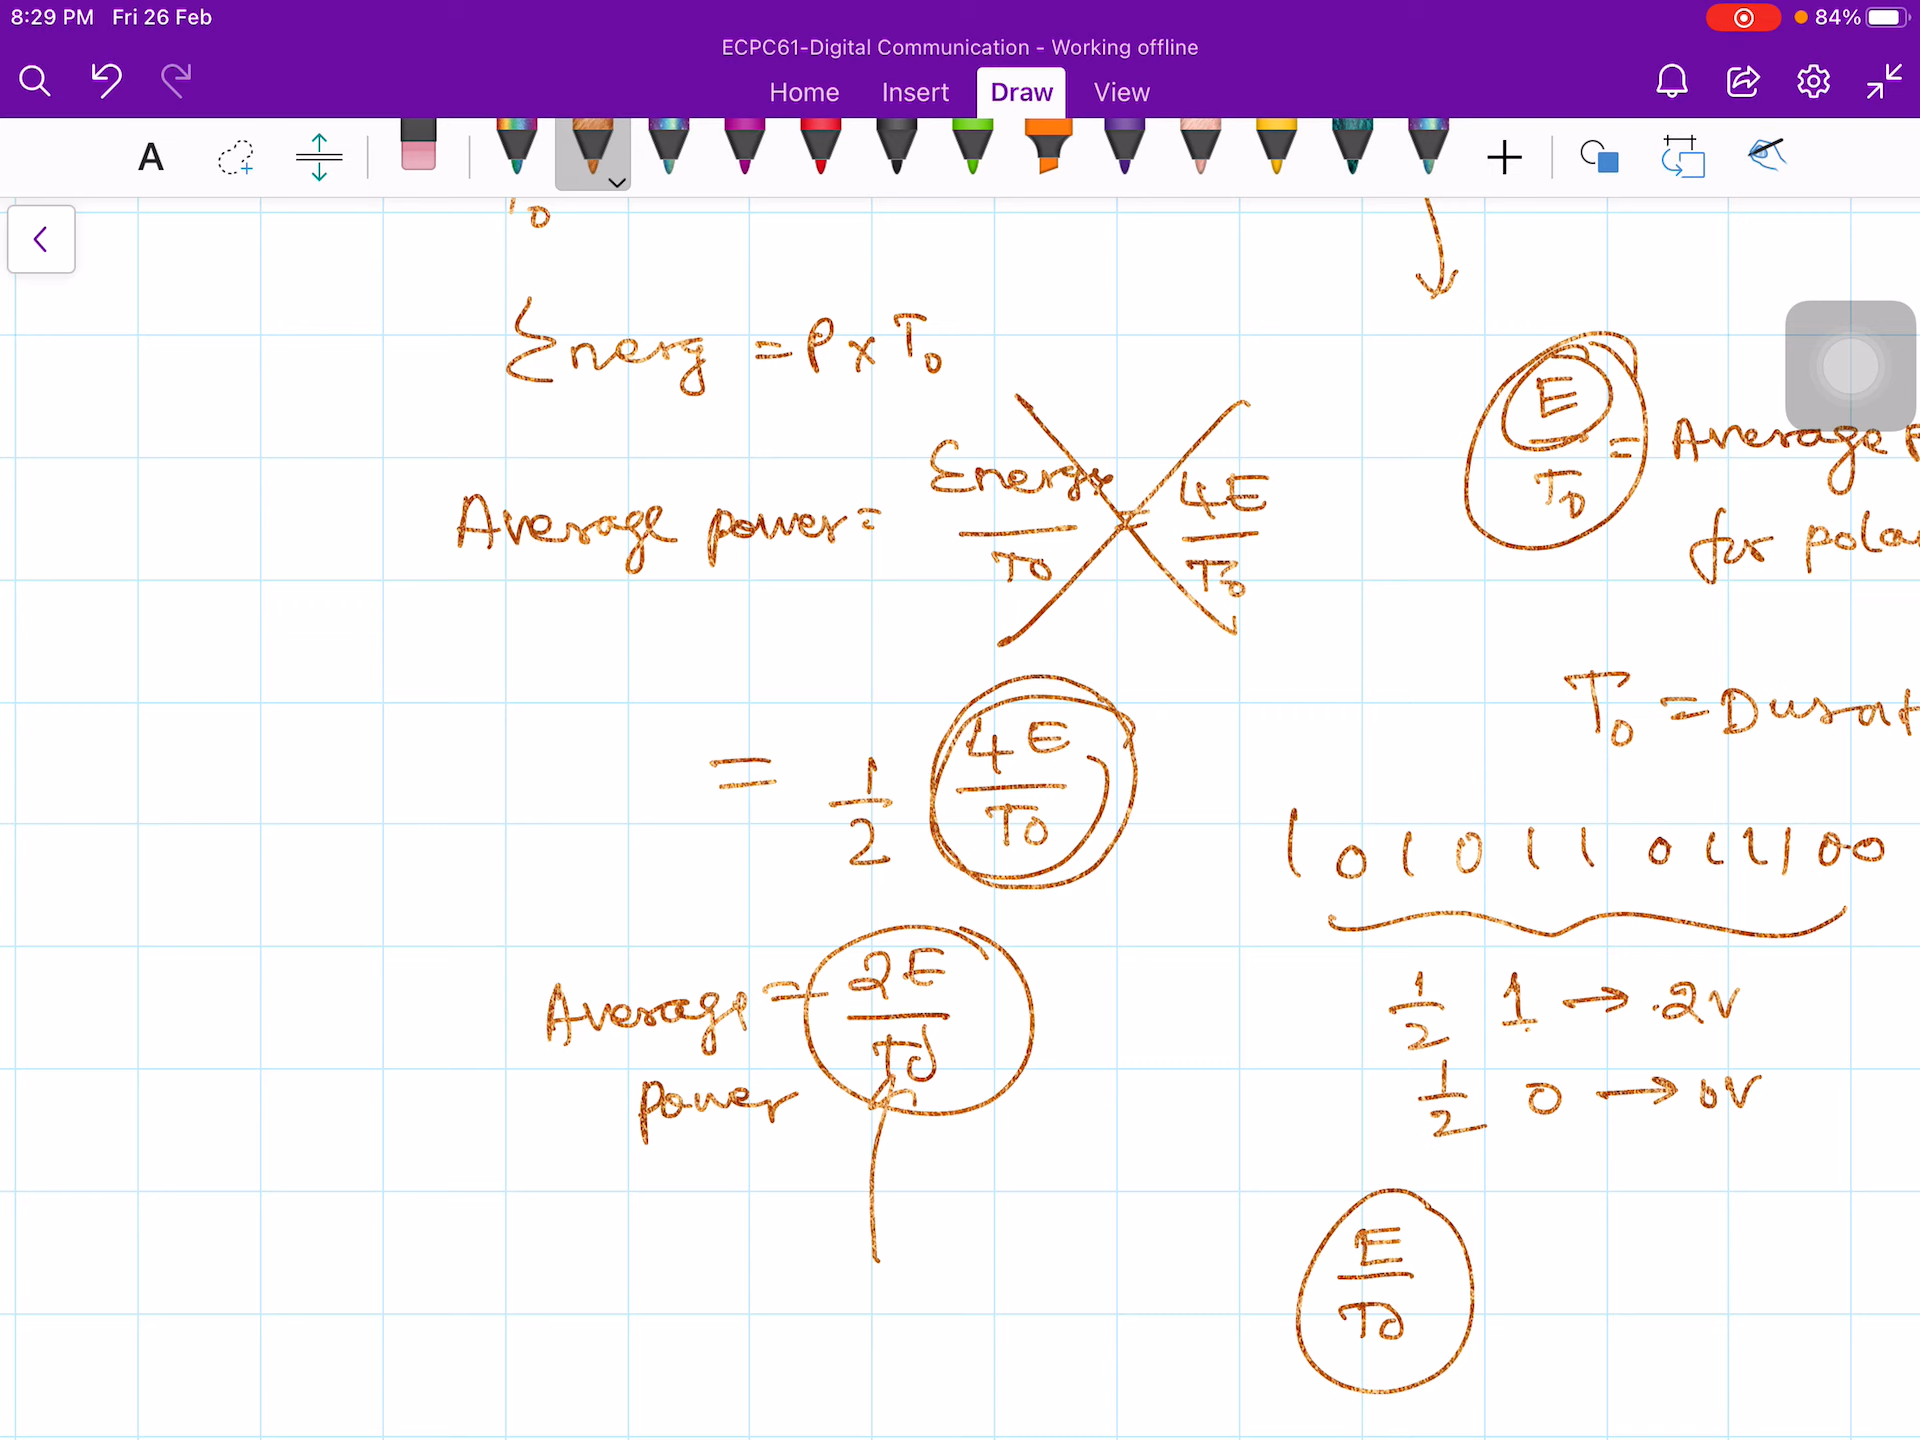 8:29 PM Fri 26 Feb
84%
ECPC61-Digital Communication - Working offline
Home Insert Draw View
A
T0
Energ = P x T0
Average power = Energy/T0 = 4E/T0
= 1/2 4E/T0
Average = 2E/T0
power
E/T0 = Average P
for pola
T0 = Durat
1 0 1 0 1 1 0 1 1 1 0 0
1/2 1 → .2V
1/2 0 → 0V
E/T0